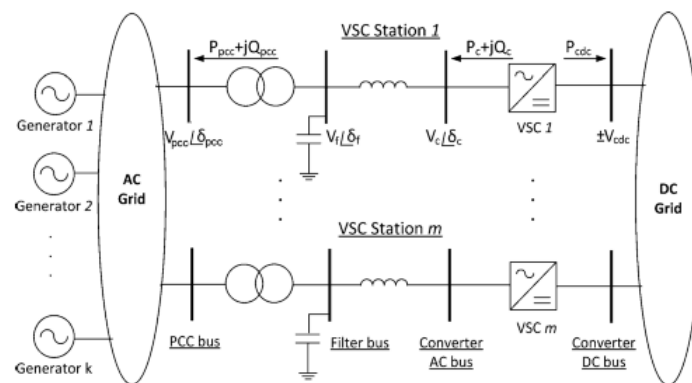 VSC Station 1
Ppcc+jQpcc
Pc+jQc
Pcdc
Generator 1
Vpcc/δpcc
Vf/δf
Vc/δc
VSC 1
±Vcdc
Generator 2
AC
Grid
DC
Grid
VSC Station m
Generator k
PCC bus
Filter bus
Converter
AC bus
VSC m
Converter
DC bus